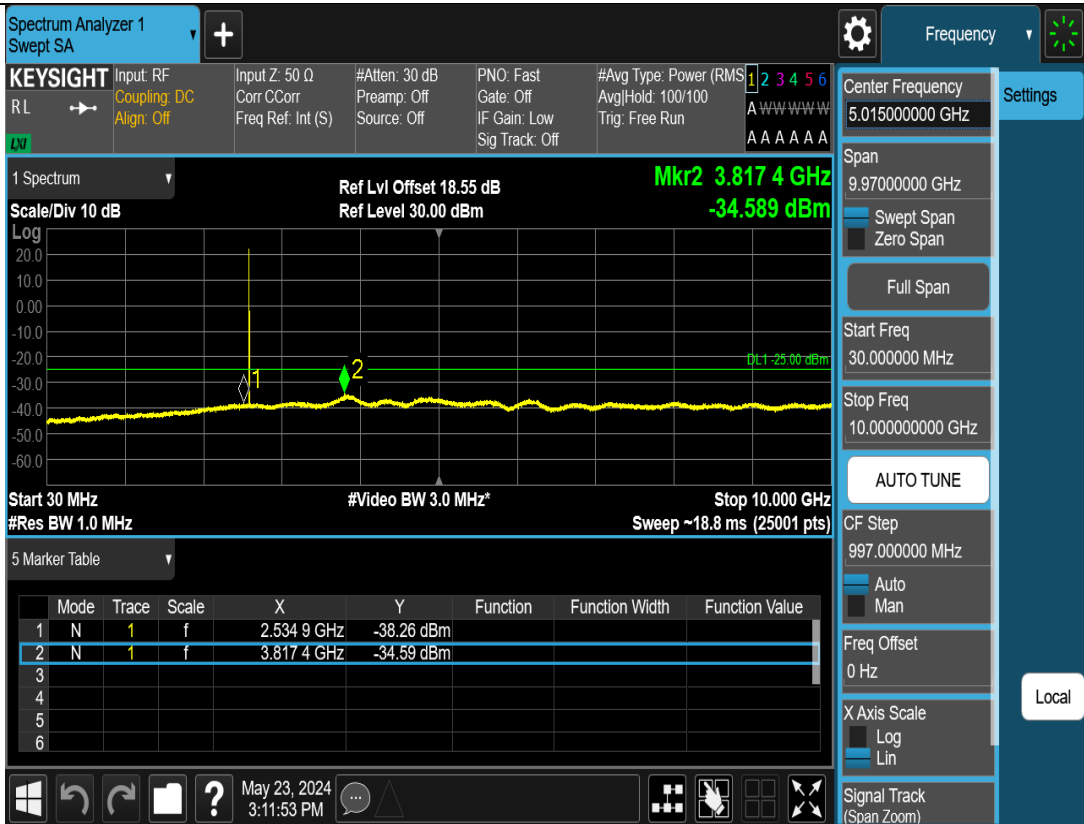 Spectrum Analyzer 1
Swept SA
+
Frequency
KEYSIGHT
RL
LXI
Input: RF
Coupling: DC
Align: Off
Input Z: 50 Ω
Corr CCorr
Freq Ref: Int (S)
#Atten: 30 dB
Preamp: Off
Source: Off
PNO: Fast
Gate: Off
IF Gain: Low
Sig Track: Off
#Avg Type: Power (RMS
Avg|Hold: 100/100
Trig: Free Run
1 2 3 4 5 6
A W W W W W
A A A A A A
1 Spectrum
Scale/Div 10 dB
Ref Lvl Offset 18.55 dB
Ref Level 30.00 dBm
Mkr2 3.817 4 GHz
-34.589 dBm
Log
20.0
10.0
0.00
-10.0
-20.0
-30.0
-40.0
-50.0
-60.0
DL1 -25.00 dBm
1
2
Start 30 MHz
#Video BW 3.0 MHz*
Stop 10.000 GHz
#Res BW 1.0 MHz
Sweep ~18.8 ms (25001 pts)
5 Marker Table
Mode Trace Scale X Y Function Function Width Function Value
1 N 1 f 2.534 9 GHz -38.26 dBm
2 N 1 f 3.817 4 GHz -34.59 dBm
3
4
5
6
?
May 23, 2024
3:11:53 PM
Center Frequency
5.015000000 GHz
Settings
Span
9.97000000 GHz
Swept Span
Zero Span
Full Span
Start Freq
30.000000 MHz
Stop Freq
10.000000000 GHz
AUTO TUNE
CF Step
997.000000 MHz
Auto
Man
Freq Offset
0 Hz
Local
X Axis Scale
Log
Lin
Signal Track
(Span Zoom)